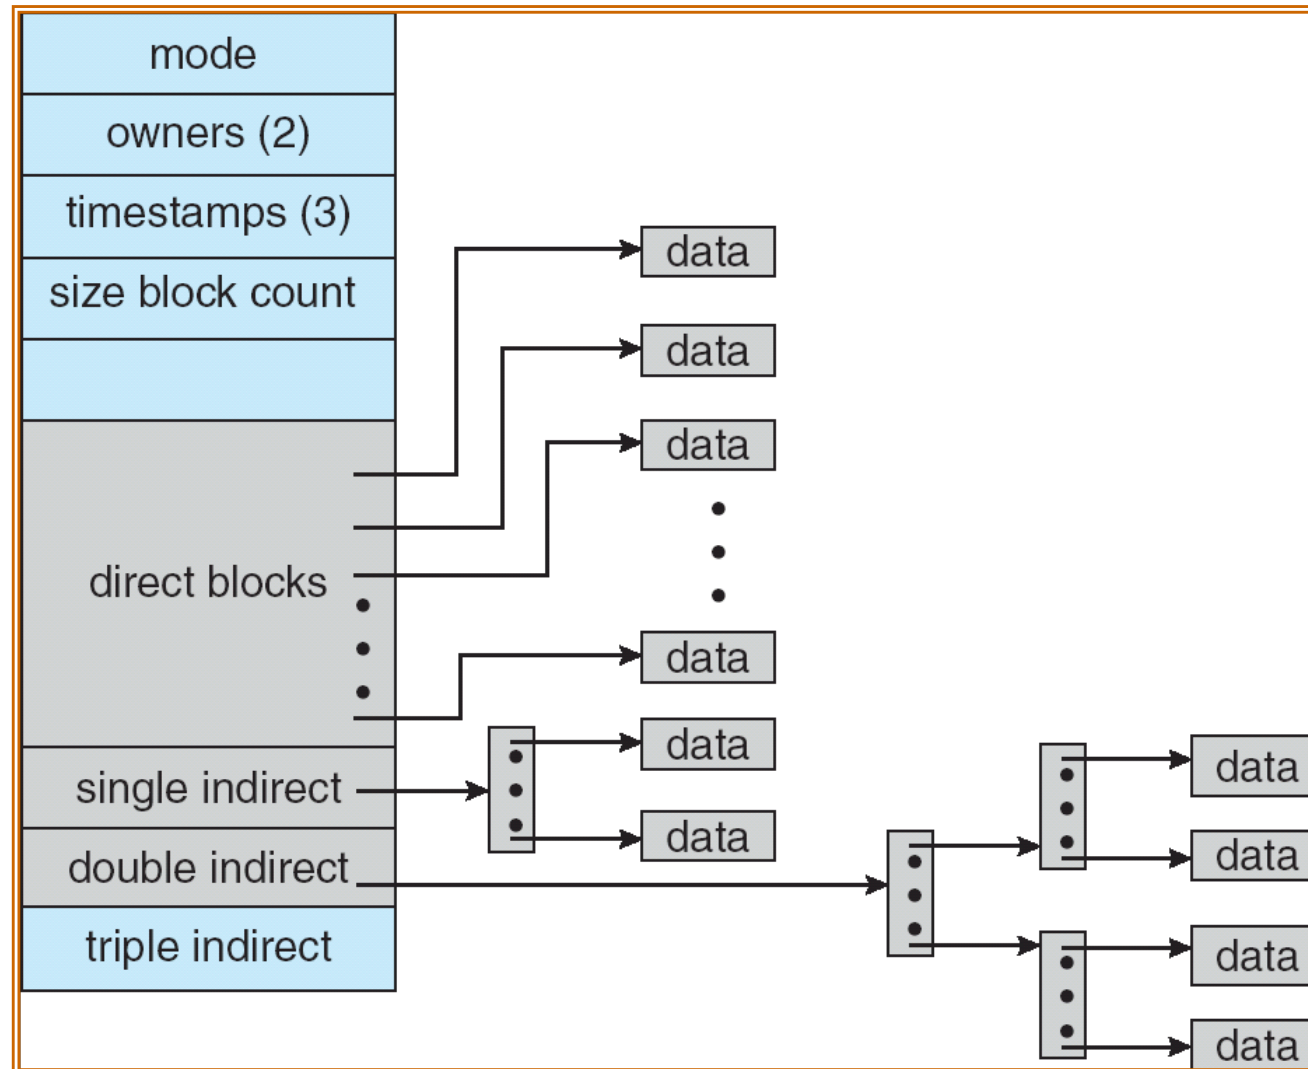 mode
owners (2)
timestamps (3)
size block count
direct blocks
single indirect
double indirect
triple indirect
data
data
data
data
data
data
data
data
data
data